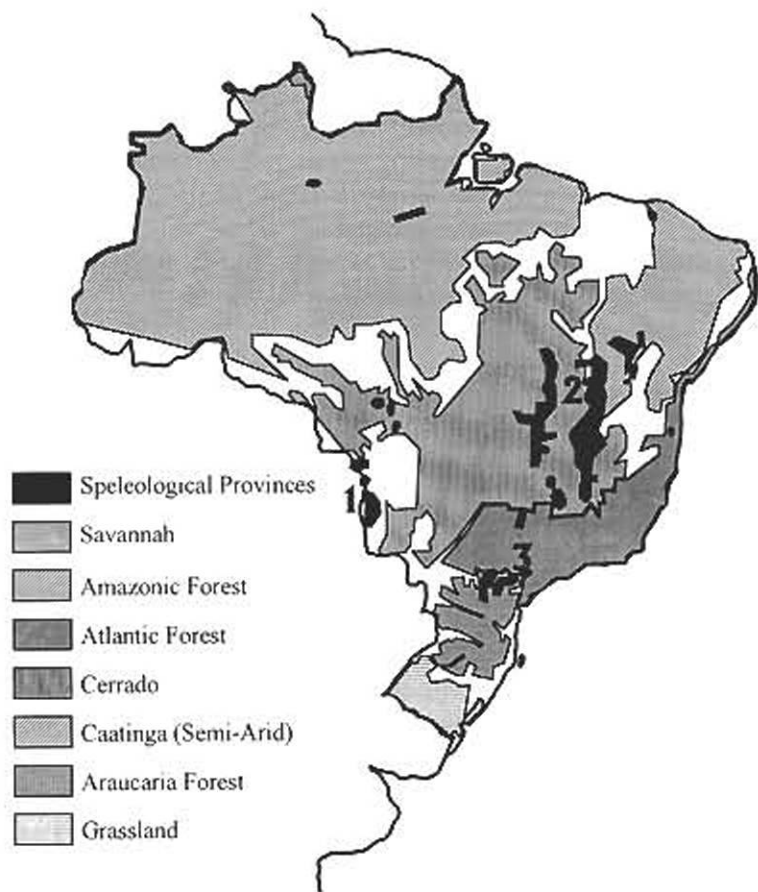 2
1
3
Speleological Provinces
Savannah
Amazonic Forest
Atlantic Forest
Cerrado
Caatinga (Semi-Arid)
Araucaria Forest
Grassland